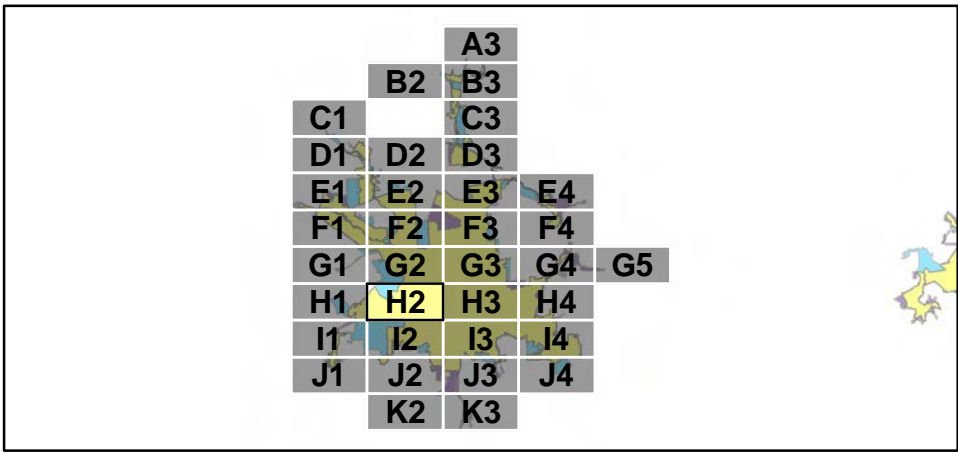 A3
B2 B3
C1 C3
D1 D2 D3
E1 E2 E3 E4
F1 F2 F3 F4
G1 G2 G3 G4 G5
H1 H2 H3 H4
I1 I2 I3 I4
J1 J2 J3 J4
K2 K3